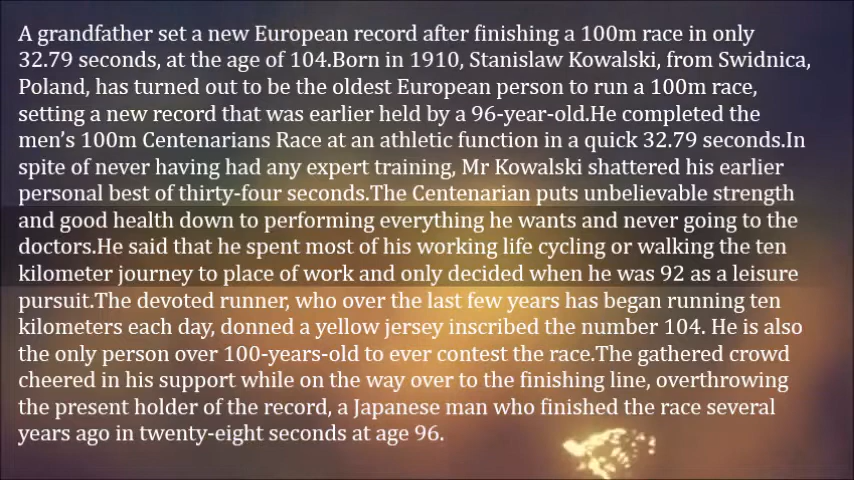 A grandfather set a new European record after finishing a 100m race in only
32.79 seconds, at the age of 104.Born in 1910, Stanislaw Kowalski, from Swidnica,
Poland, has turned out to be the oldest European person to run a 100m race,
setting a new record that was earlier held by a 96-year-old.He completed the
men’s 100m Centenarians Race at an athletic function in a quick 32.79 seconds.In
spite of never having had any expert training, Mr Kowalski shattered his earlier
personal best of thirty-four seconds.The Centenarian puts unbelievable strength
and good health down to performing everything he wants and never going to the
doctors.He said that he spent most of his working life cycling or walking the ten
kilometer journey to place of work and only decided when he was 92 as a leisure
pursuit.The devoted runner, who over the last few years has began running ten
kilometers each day, donned a yellow jersey inscribed the number 104. He is also
the only person over 100-years-old to ever contest the race.The gathered crowd
cheered in his support while on the way over to the finishing line, overthrowing
the present holder of the record, a Japanese man who finished the race several
years ago in twenty-eight seconds at age 96.